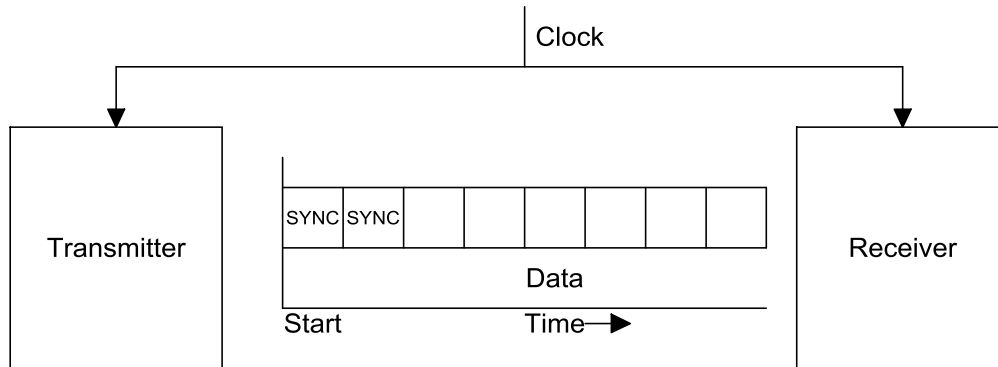 Clock
SYNC SYNC
Transmitter
Receiver
Data
Start
Time